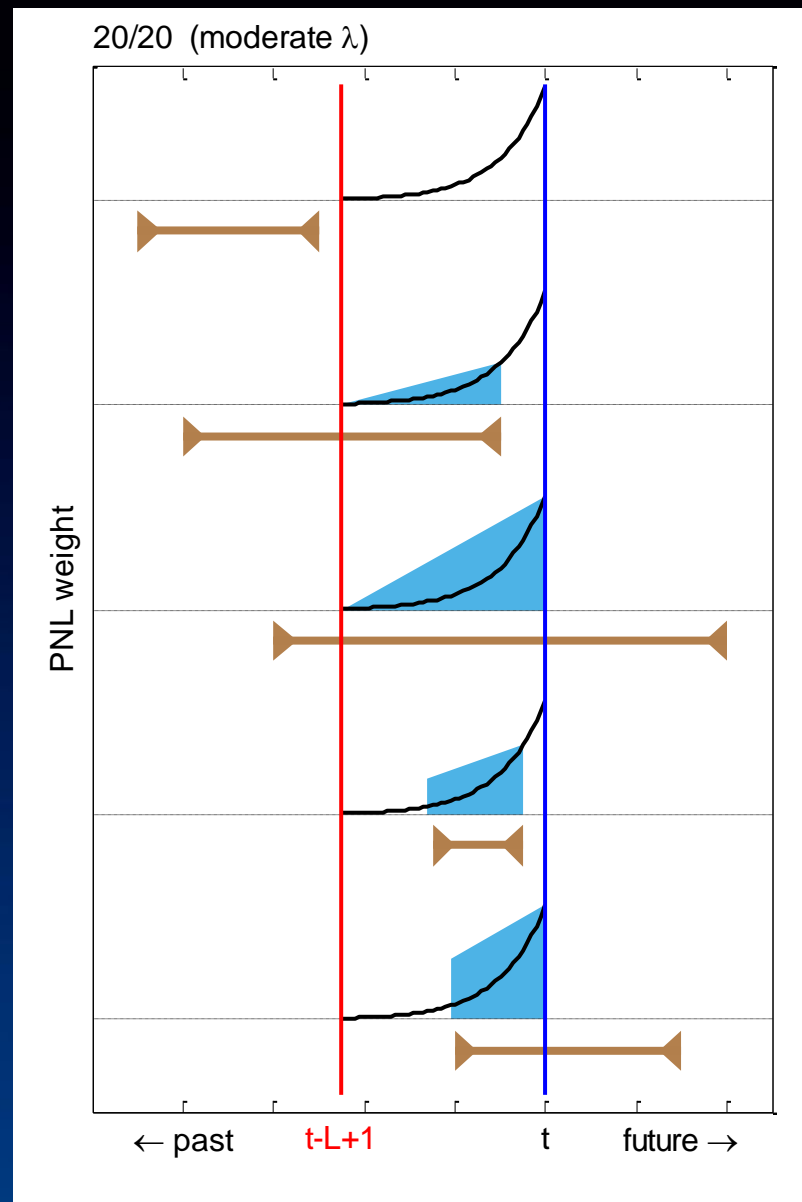 20/20 (moderate λ)
PNL weight
← past t-L+1 t future →